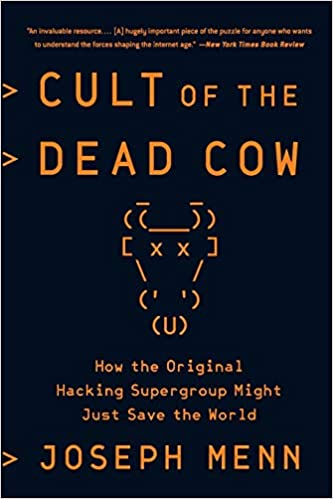 "An invaluable resource.... [A] hugely important piece of the puzzle for anyone who wants
to understand the forces shaping the internet age." —New York Times Book Review
> CULT OF THE
> DEAD COW
_   _
((___))
[ x x ]
\   /
(' ')
(U)
How the Original
Hacking Supergroup Might
Just Save the World
> JOSEPH MENN